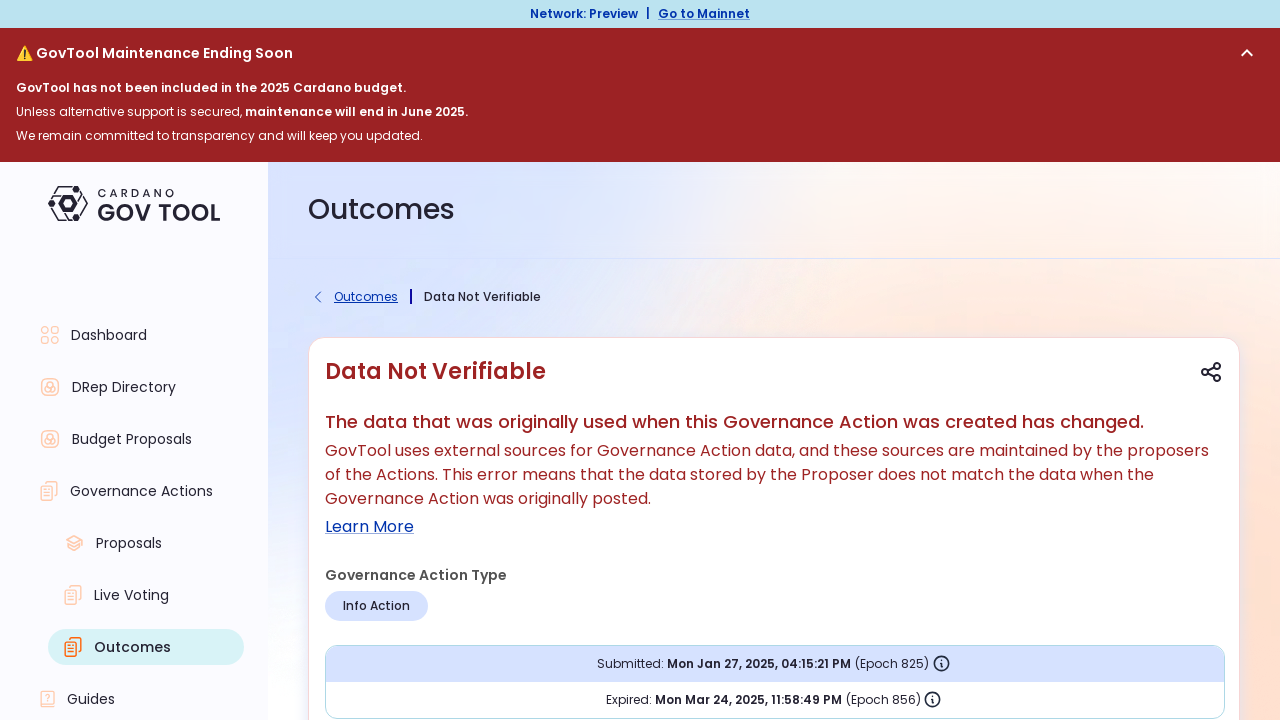 Network: Preview | Go to Mainnet
⚠️ GovTool Maintenance Ending Soon
GovTool has not been included in the 2025 Cardano budget.
Unless alternative support is secured, maintenance will end in June 2025.
We remain committed to transparency and will keep you updated.
CARDANO
GOV TOOL
Dashboard
DRep Directory
Budget Proposals
Governance Actions
Proposals
Live Voting
Outcomes
Guides
Outcomes
Outcomes | Data Not Verifiable
Data Not Verifiable
The data that was originally used when this Governance Action was created has changed.
GovTool uses external sources for Governance Action data, and these sources are maintained by the proposers
of the Actions. This error means that the data stored by the Proposer does not match the data when the
Governance Action was originally posted.
Learn More
Governance Action Type
Info Action
Submitted: Mon Jan 27, 2025, 04:15:21 PM (Epoch 825)
Expired: Mon Mar 24, 2025, 11:58:49 PM (Epoch 856)